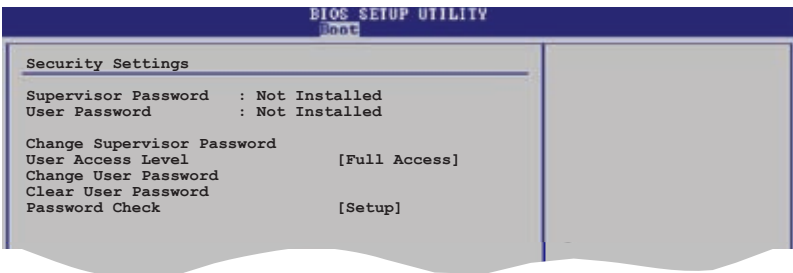 BIOS SETUP UTILITY
Boot
Security Settings
Supervisor Password : Not Installed
User Password : Not Installed
Change Supervisor Password
User Access Level [Full Access]
Change User Password
Clear User Password
Password Check [Setup]